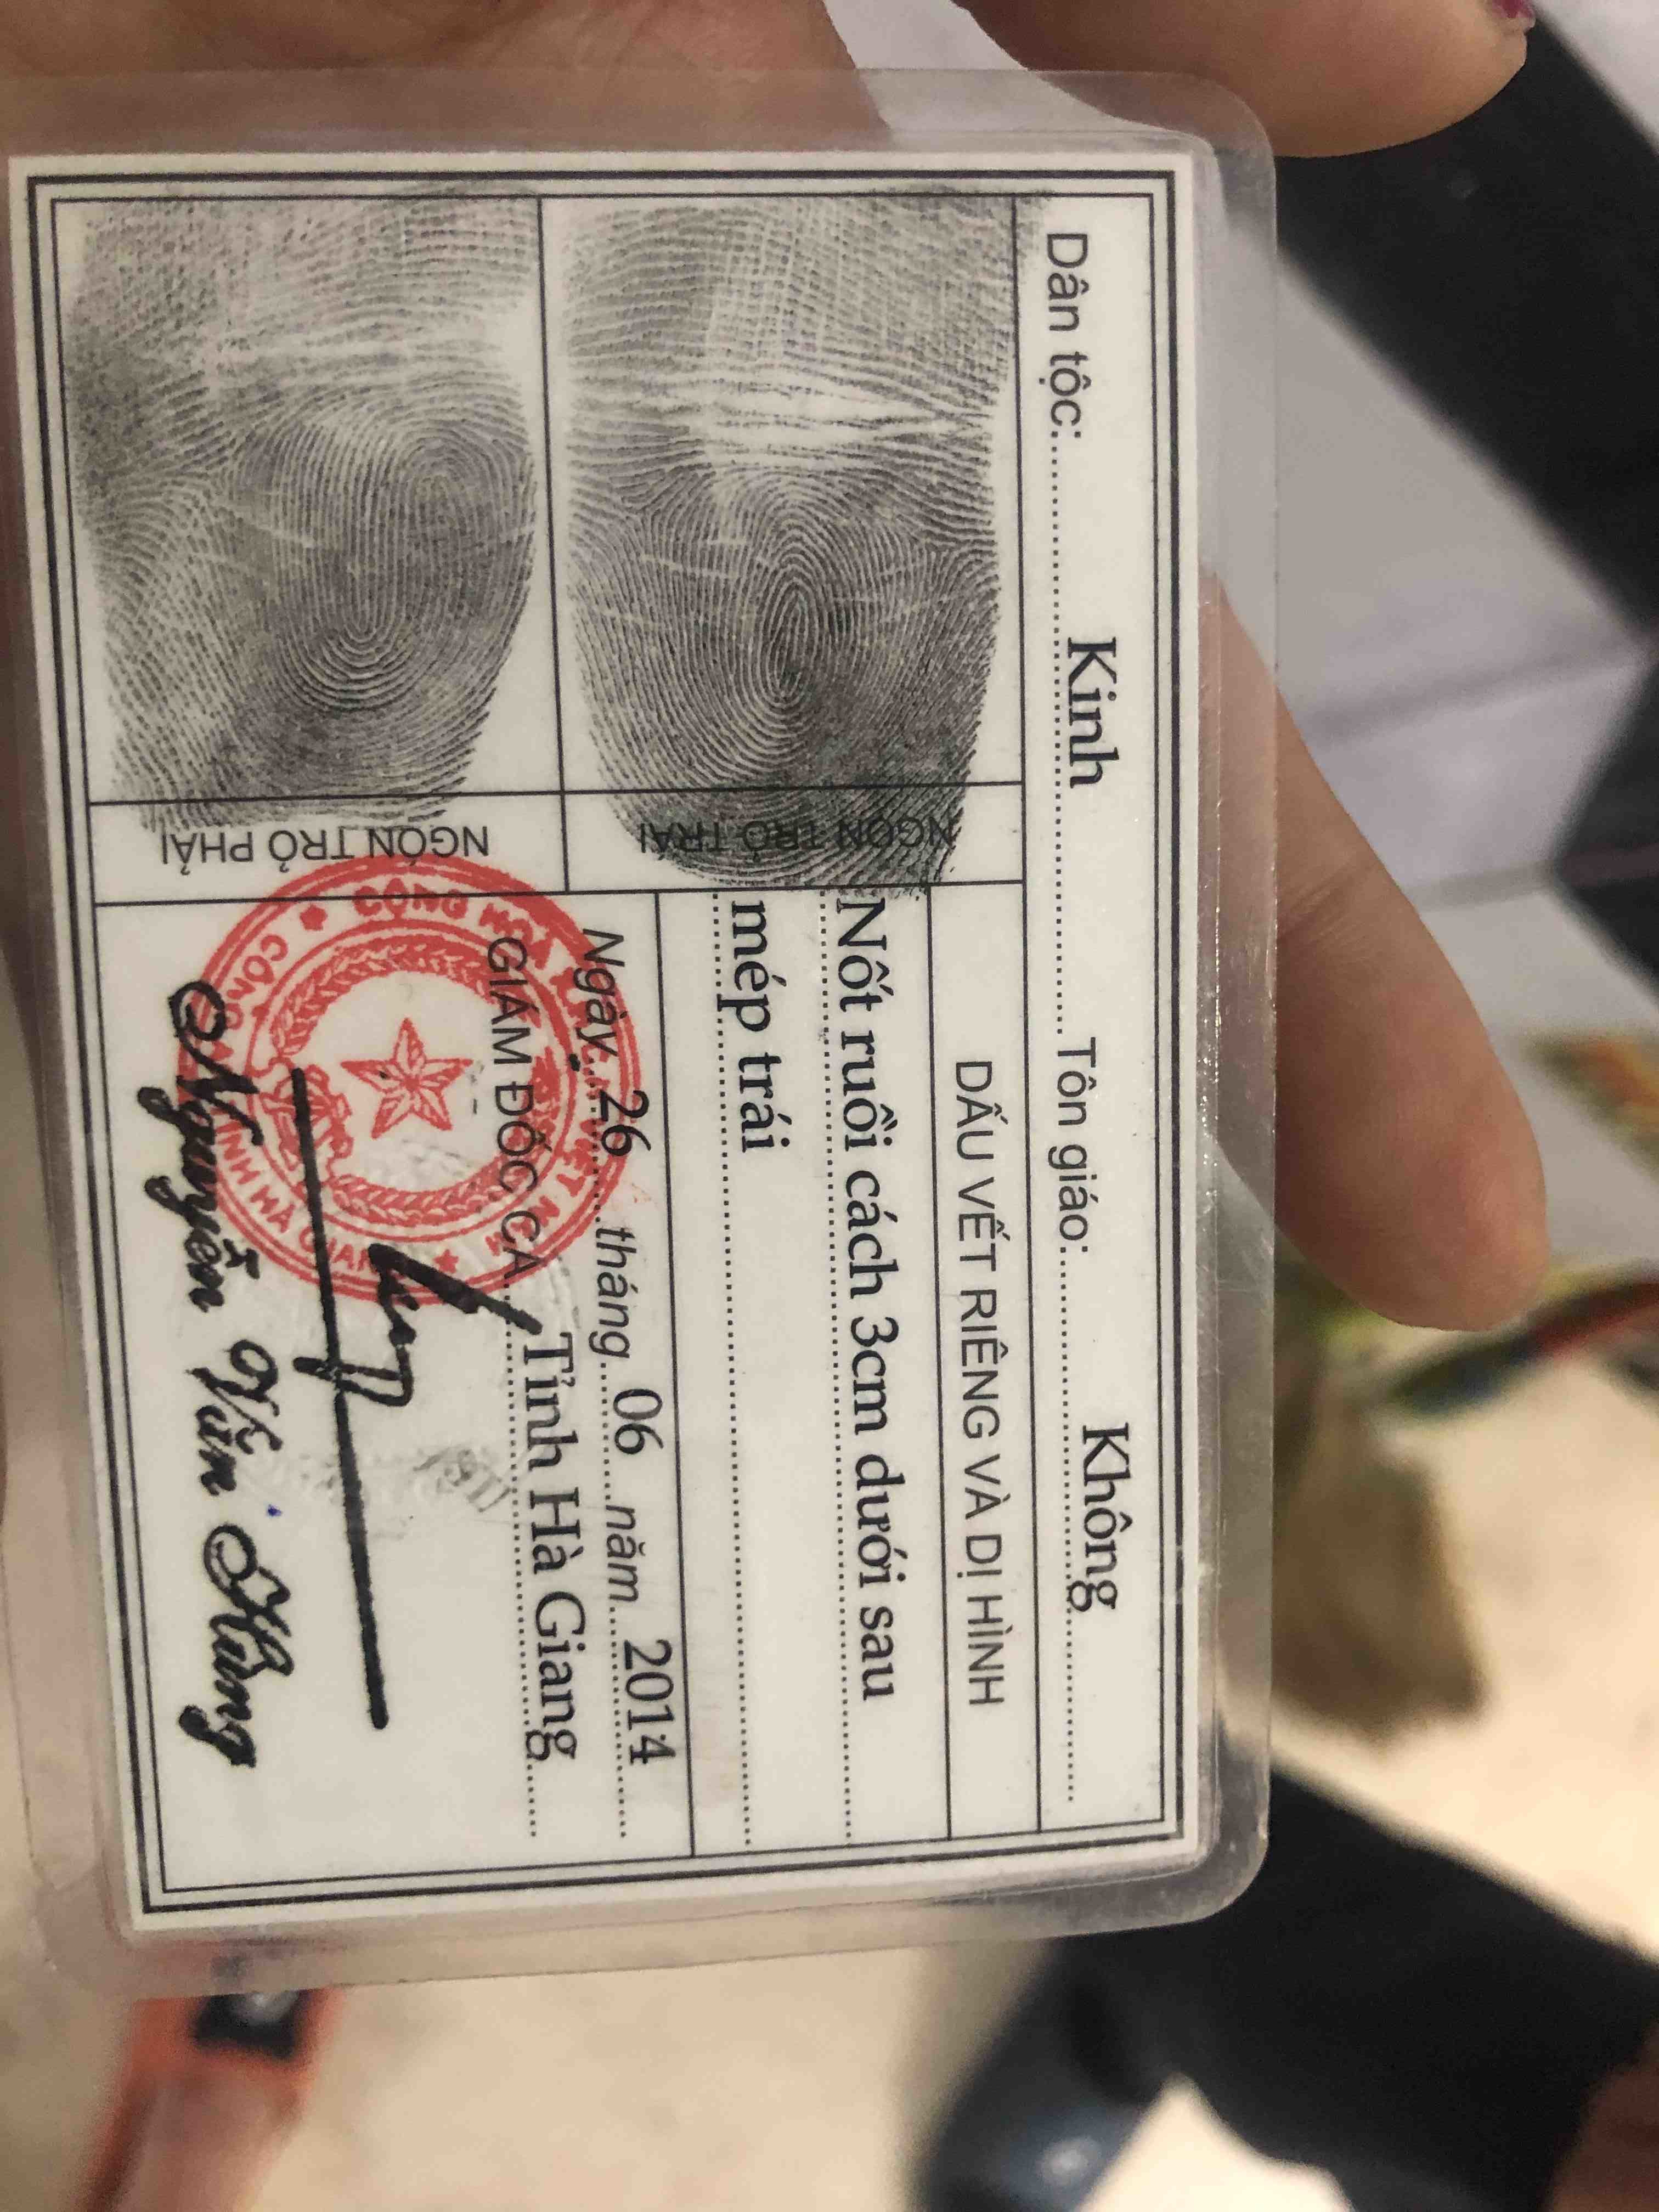 Dân tộc: Kinh Tôn giáo: Không
DẤU VẾT RIÊNG VÀ DỊ HÌNH
Nốt ruồi cách 3cm dưới sau
mép trái
NGÓN TRỎ TRÁI
NGÓN TRỎ PHẢI
Ngày 26 tháng 06 năm 2014
GIÁM ĐỐC CA Tỉnh Hà Giang
Nguyễn Văn Hùng